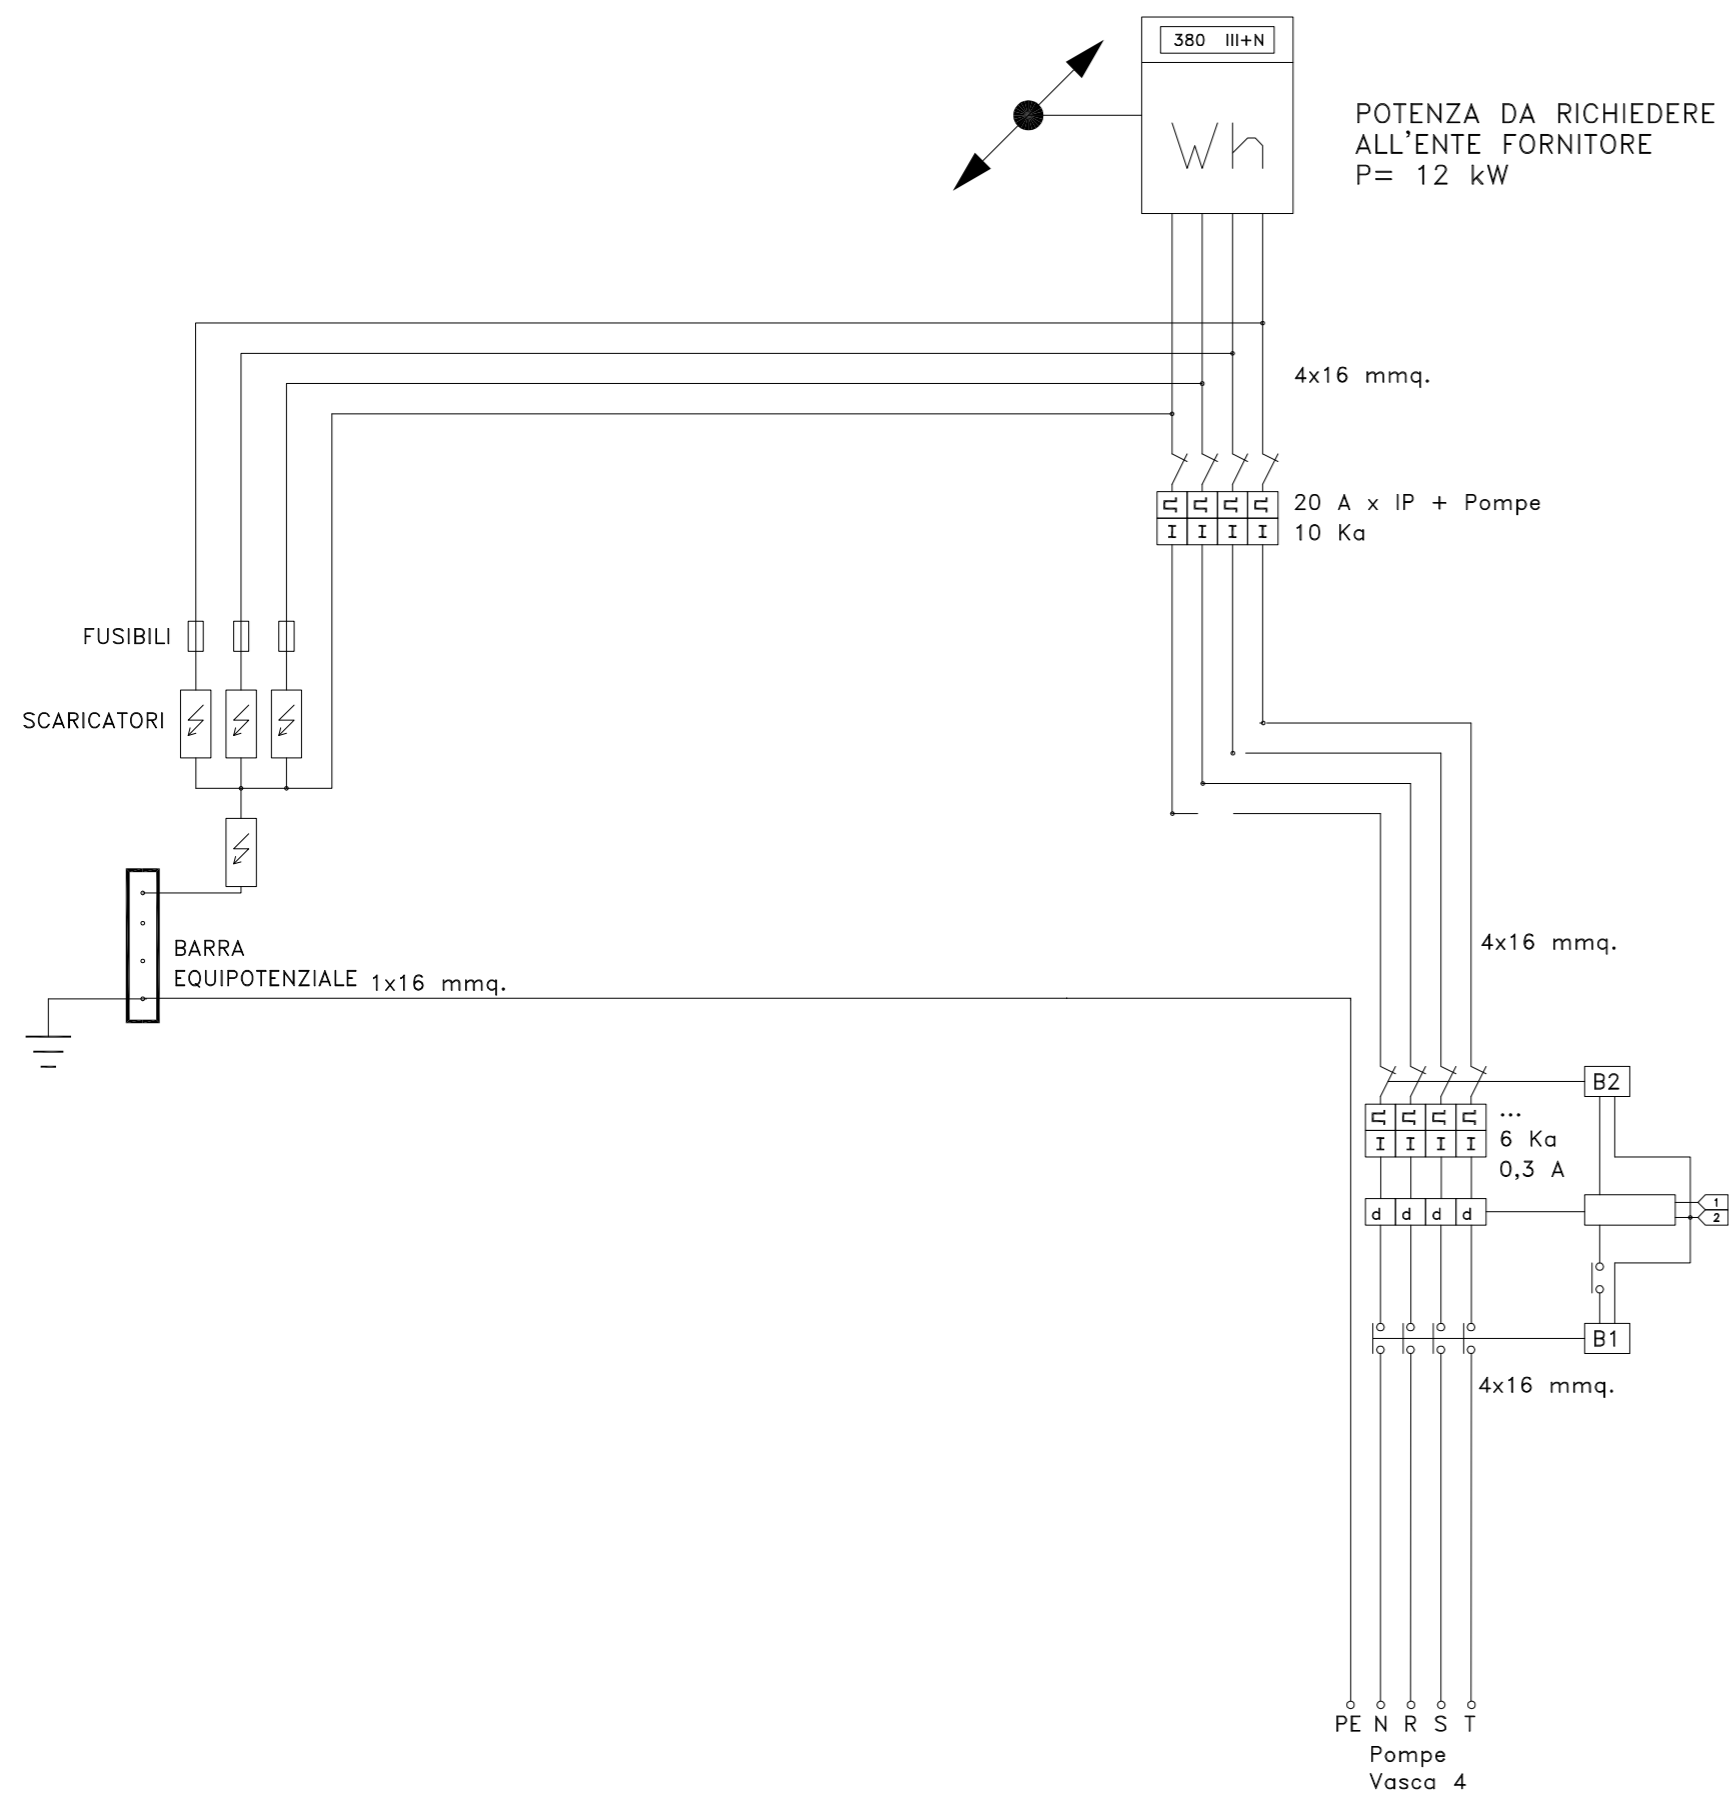 380 III+N
Wh
POTENZA DA RICHIEDERE
ALL'ENTE FORNITORE
P= 12 kW
4x16 mmq.
20 A x IP + Pompe
10 Ka
I I I I
FUSIBILI
SCARICATORI
BARRA
EQUIPOTENZIALE
1x16 mmq.
4x16 mmq.
B2
...
6 Ka
0,3 A
I I I I
d d d d
1
2
B1
4x16 mmq.
PE N R S T
Pompe
Vasca 4